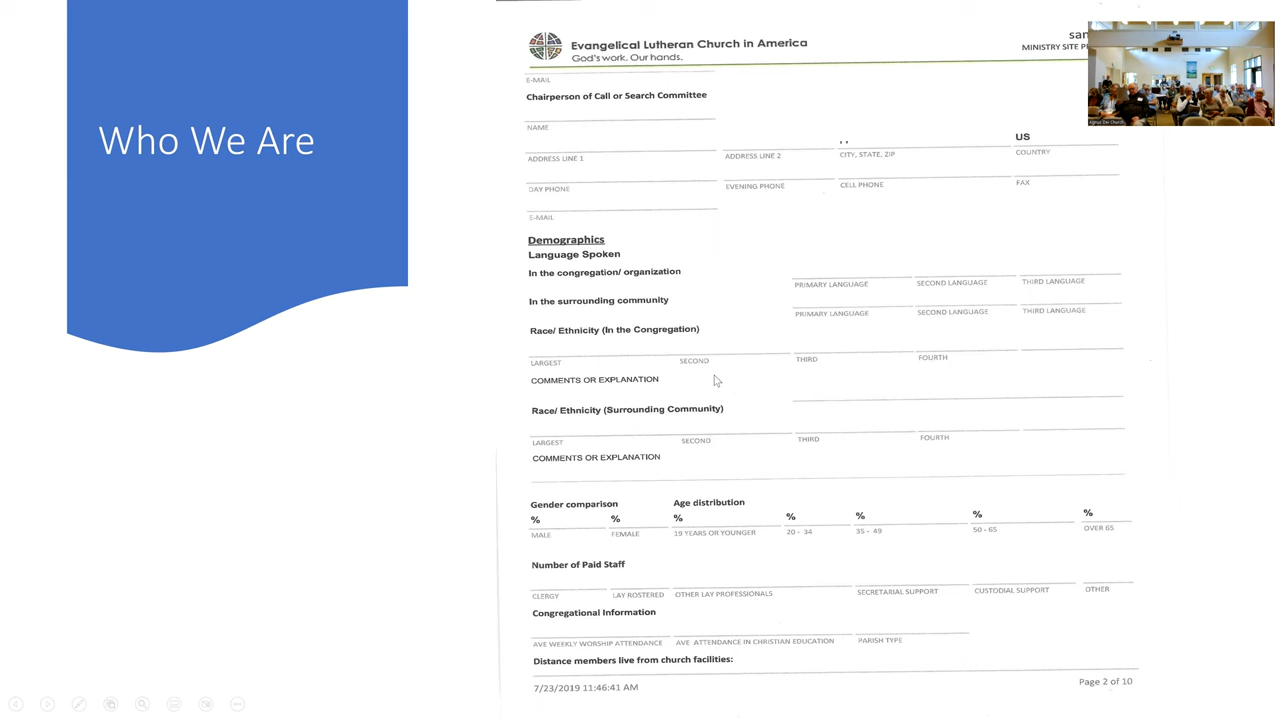 Who We Are
Evangelical Lutheran Church in America
God's work. Our hands.
san
MINISTRY SITE PR
E-MAIL
Chairperson of Call or Search Committee
NAME
, ,
US
ADDRESS LINE 1 ADDRESS LINE 2 CITY, STATE, ZIP COUNTRY
DAY PHONE EVENING PHONE CELL PHONE FAX
E-MAIL
Demographics
Language Spoken
In the congregation/ organization
PRIMARY LANGUAGE SECOND LANGUAGE THIRD LANGUAGE
In the surrounding community
PRIMARY LANGUAGE SECOND LANGUAGE THIRD LANGUAGE
Race/ Ethnicity (In the Congregation)
LARGEST SECOND THIRD FOURTH
COMMENTS OR EXPLANATION
Race/ Ethnicity (Surrounding Community)
LARGEST SECOND THIRD FOURTH
COMMENTS OR EXPLANATION
Gender comparison Age distribution
% % % % % % %
MALE FEMALE 19 YEARS OR YOUNGER 20 - 34 35 - 49 50 - 65 OVER 65
Number of Paid Staff
CLERGY LAY ROSTERED OTHER LAY PROFESSIONALS SECRETARIAL SUPPORT CUSTODIAL SUPPORT OTHER
Congregational Information
AVE WEEKLY WORSHIP ATTENDANCE AVE ATTENDANCE IN CHRISTIAN EDUCATION PARISH TYPE
Distance members live from church facilities:
7/23/2019 11:46:41 AM Page 2 of 10
Agnus Dei Church